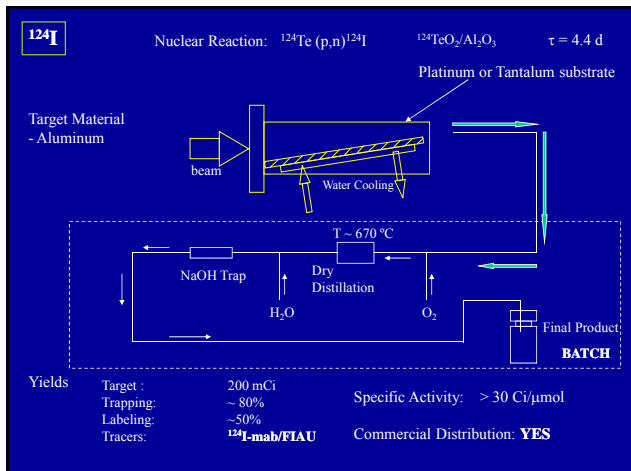 ¹²⁴I
Nuclear Reaction: ¹²⁴Te (p,n)¹²⁴I ¹²⁴TeO₂/Al₂O₃ τ = 4.4 d
Platinum or Tantalum substrate
Target Material
- Aluminum
beam
Water Cooling
T ~ 670 ºC
NaOH Trap
Dry
Distillation
H₂O
O₂
Final Product
BATCH
Yields
Target : 200 mCi
Trapping: ~ 80%
Labeling: ~50%
Tracers: ¹²⁴I-mab/FIAU
Specific Activity: > 30 Ci/μmol
Commercial Distribution: YES